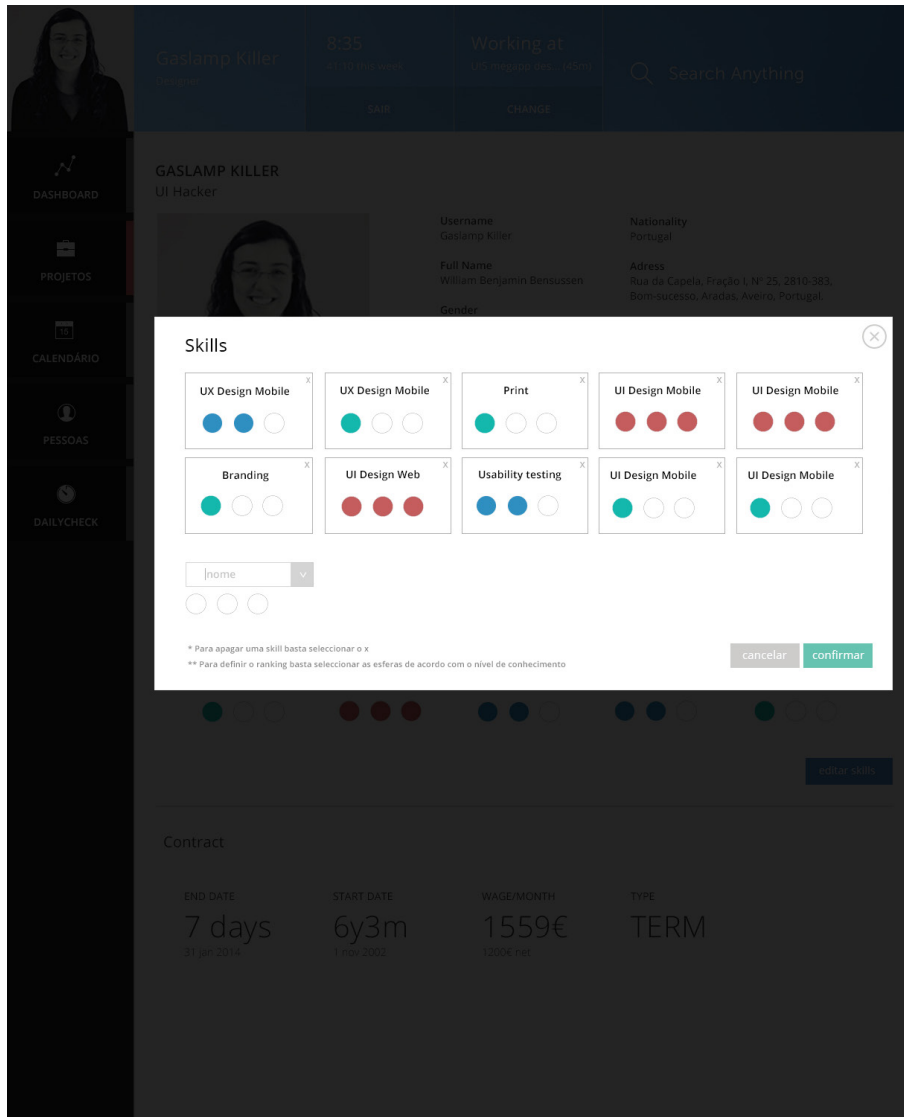 Gaslamp Killer
Designer
8:35
SAIR
Working at
CHANGE
Search Anything
DASHBOARD
PROJETOS
18
CALENDÁRIO
PESSOAS
DAILYCHECK
GASLAMP KILLER
UI Hacker
Username
Gaslamp Killer
Full Name
William Benjamin Bensussen
Gender
Nationality
Portugal
Adress
Rua da Capela, Fração I, Nº 25, 2810-383,
Bom-sucesso, Aradas, Aveiro, Portugal.
Skills
UX Design Mobile x
UX Design Mobile x
Print x
UI Design Mobile x
UI Design Mobile x
Branding x
UI Design Web x
Usability testing x
UI Design Mobile x
UI Design Mobile x
nome v
* Para apagar uma skill basta seleccionar o x
** Para definir o ranking basta seleccionar as esferas de acordo com o nível de conhecimento
cancelar
confirmar
editar skills
Contract
END DATE
7 days
31 jan 2014
START DATE
6y3m
1 nov 2002
WAGE/MONTH
1559€
1200€ net
TYPE
TERM